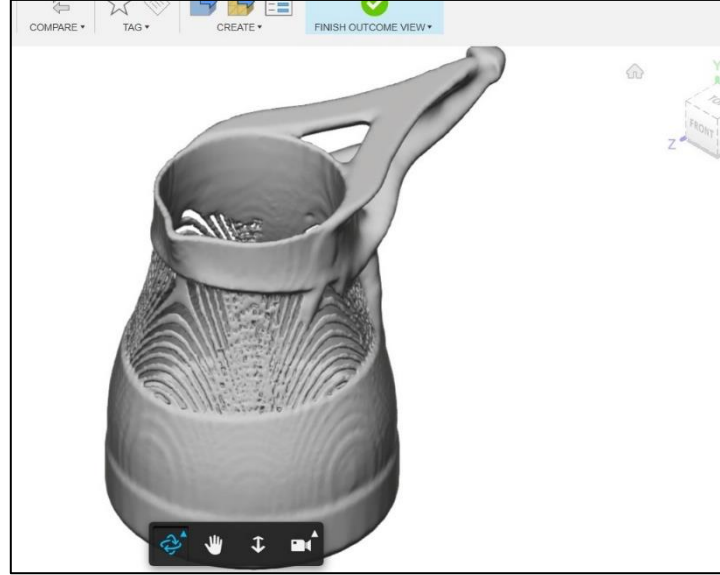 COMPARE ▾ TAG ▾ CREATE ▾ FINISH OUTCOME VIEW ▾
Y
FRONT
Z